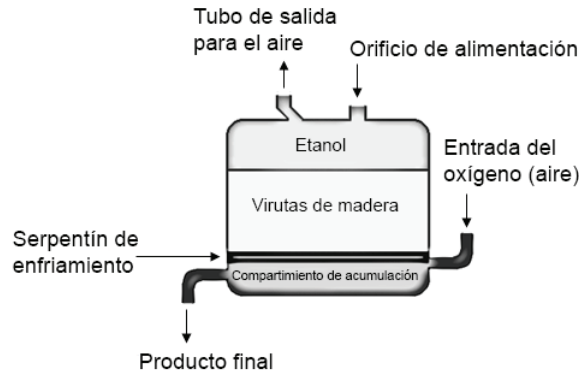 Tubo de salida
para el aire
Orificio de alimentación
Etanol
Entrada del
oxígeno (aire)
Virutas de madera
Serpentín de
enfriamiento
Compartimiento de acumulación
Producto final